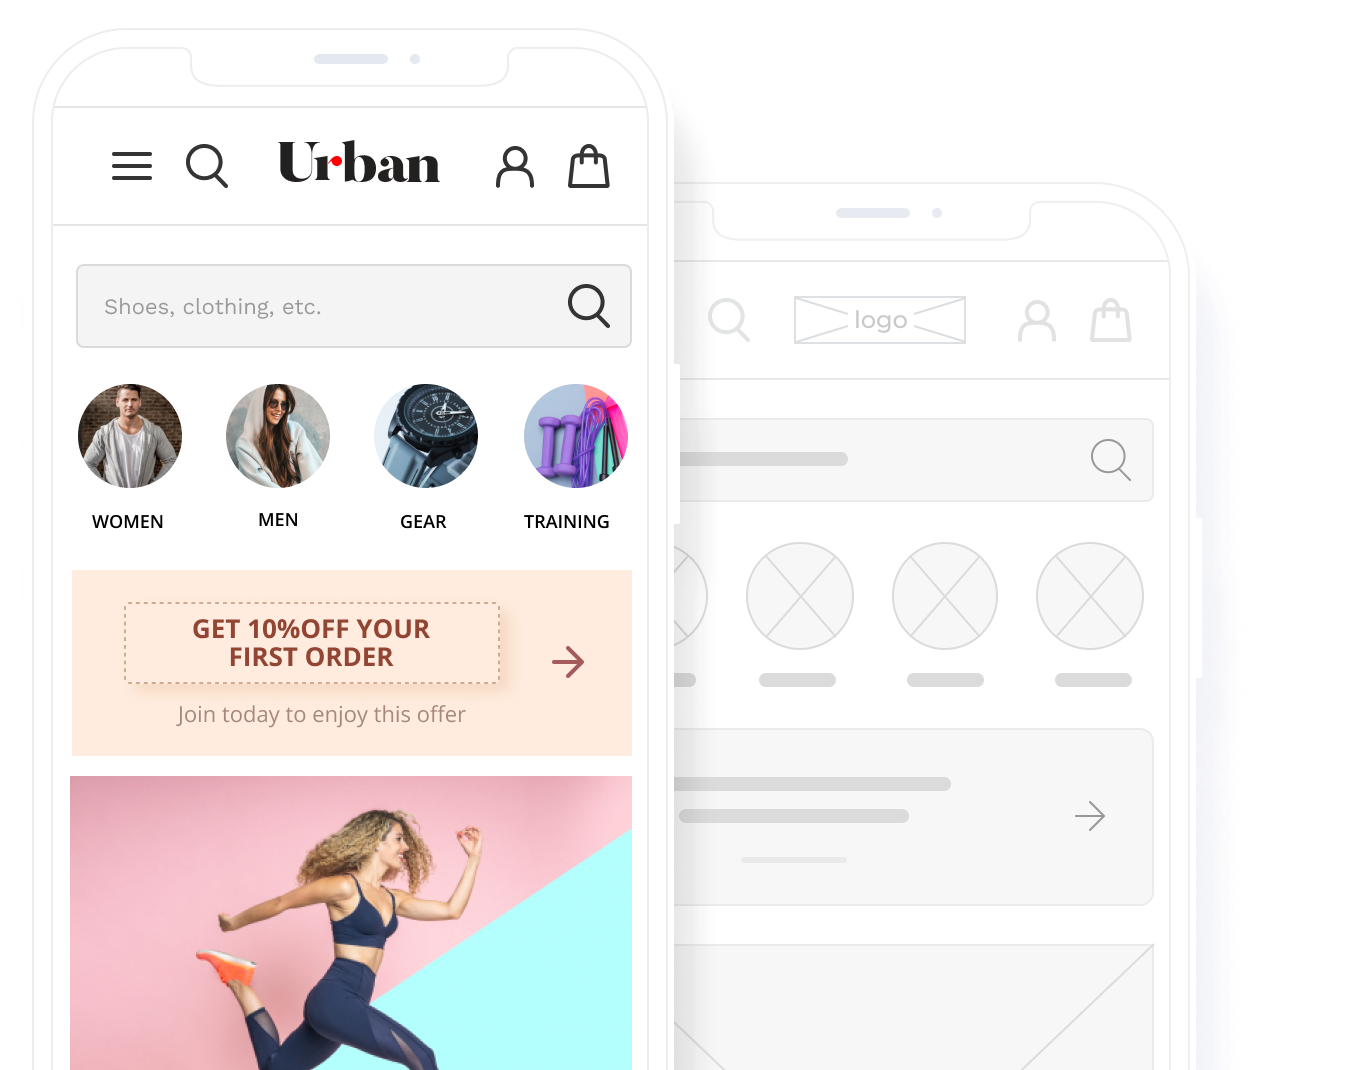 Urban
logo
Shoes, clothing, etc.
WOMEN
MEN
GEAR
TRAINING
GET 10%OFF YOUR
FIRST ORDER
Join today to enjoy this offer